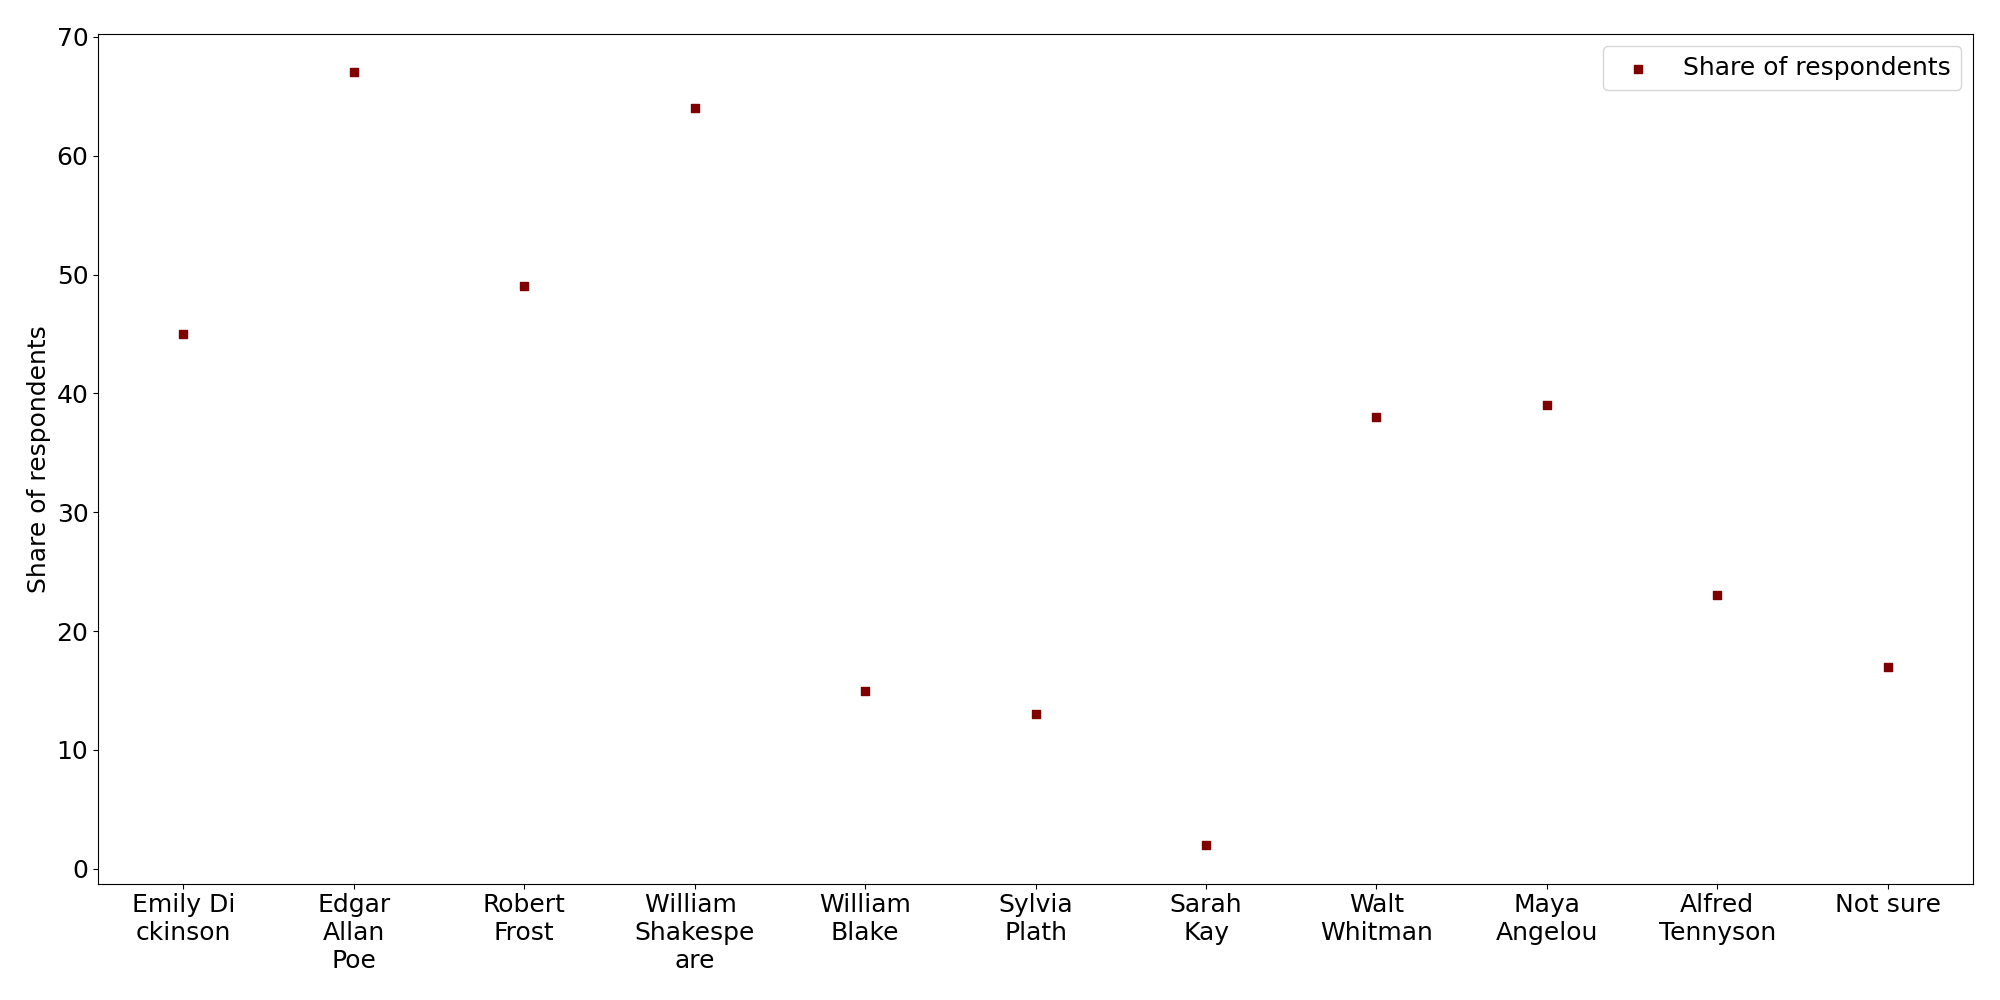 Share of respondents
70
60
50
40
30
20
10
0
Share of respondents
Emily Di
ckinson
Edgar
Allan
Poe
Robert
Frost
William
Shakespe
are
William
Blake
Sylvia
Plath
Sarah
Kay
Walt
Whitman
Maya
Angelou
Alfred
Tennyson
Not sure